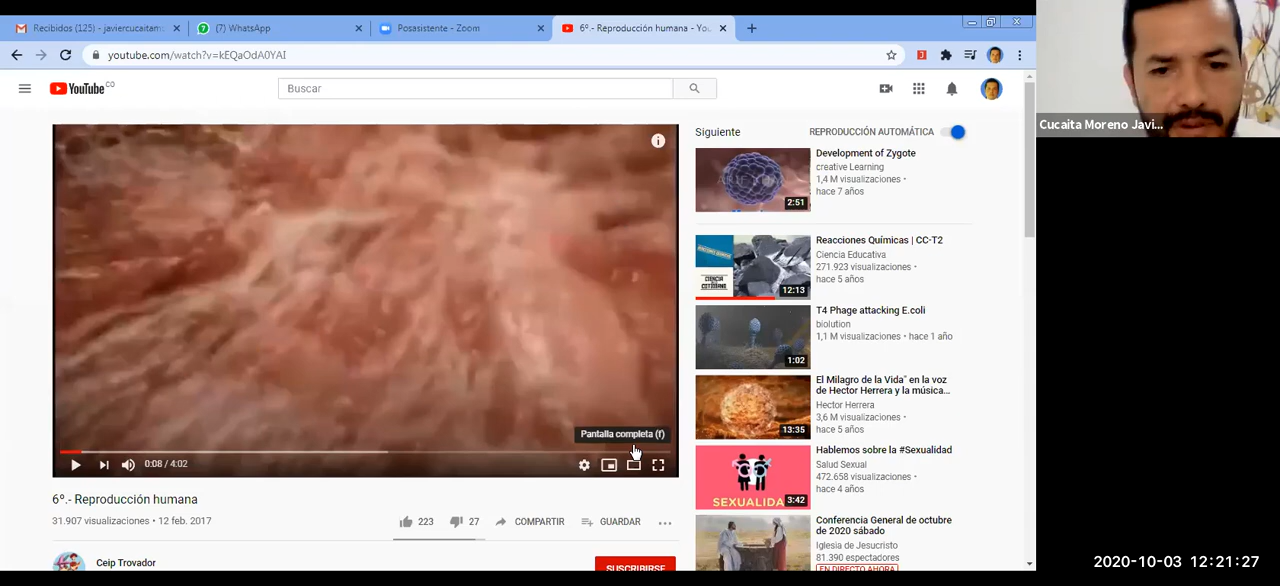 Recibidos (125) - javiercucaitam
(7) WhatsApp
Posasistente - Zoom
6º.- Reproducción humana - You
youtube.com/watch?v=kEQaOdA0YAI
YouTube CO
Buscar
Cucaita Moreno Javi...
Siguiente
REPRODUCCIÓN AUTOMÁTICA
Development of Zygote
creative Learning
1,4 M visualizaciones •
hace 7 años
2:51
Reacciones Químicas | CC-T2
Ciencia Educativa
271.923 visualizaciones •
hace 5 años
12:13
T4 Phage attacking E.coli
biolution
1,1 M visualizaciones • hace 1 año
1:02
El Milagro de la Vida" en la voz
de Hector Herrera y la música...
Hector Herrera
3,6 M visualizaciones •
hace 5 años
13:35
Hablemos sobre la #Sexualidad
Salud Sexual
472.658 visualizaciones •
hace 4 años
SEXUALIDA
3:42
Conferencia General de octubre
de 2020 sábado
Iglesia de Jesucristo
81.390 espectadores
EN DIRECTO AHORA
Pantalla completa (f)
0:08 / 4:02
6º.- Reproducción humana
31.907 visualizaciones • 12 feb. 2017
223
27
COMPARTIR
GUARDAR
Ceip Trovador
SUSCRIBIRSE
2020-10-03 12:21:27